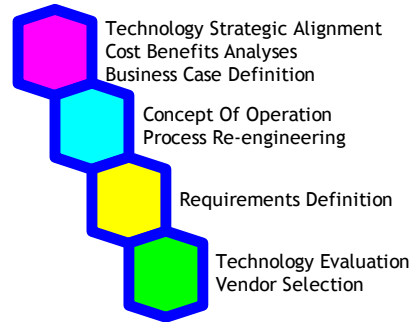 Technology Strategic Alignment
Cost Benefits Analyses
Business Case Definition
Concept Of Operation
Process Re-engineering
Requirements Definition
Technology Evaluation
Vendor Selection